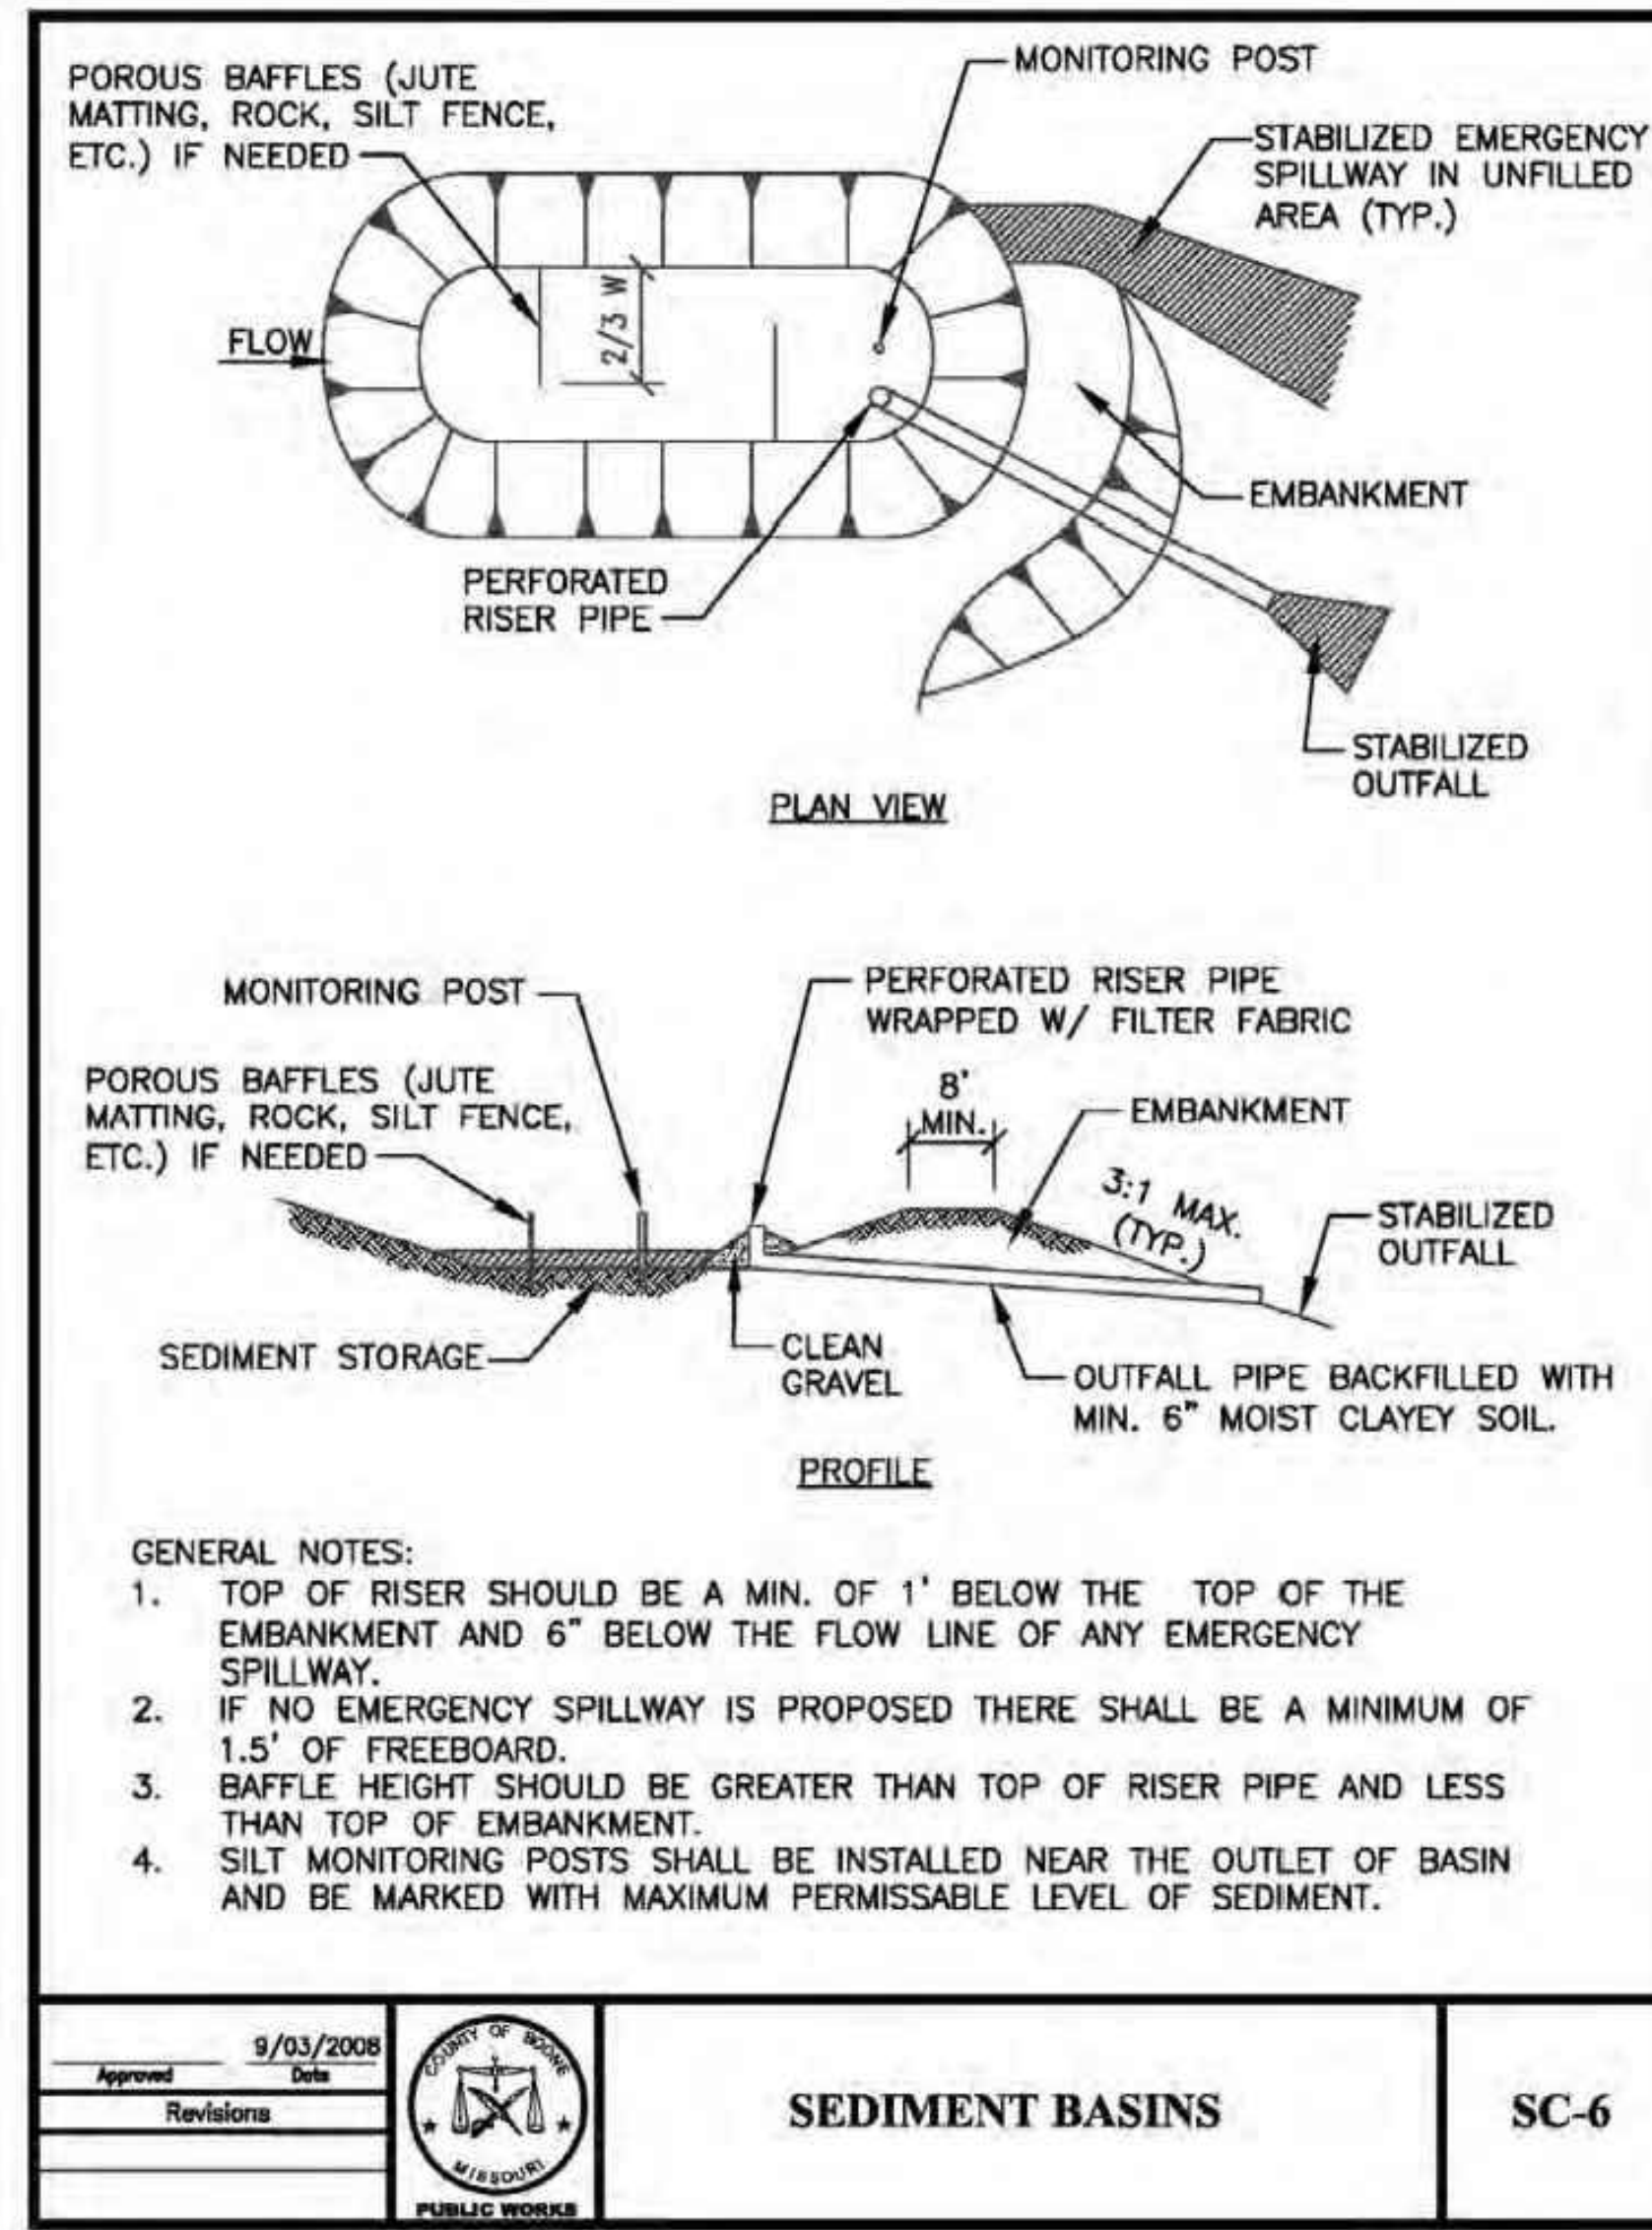 POROUS BAFFLES (JUTE
MATTING, ROCK, SILT FENCE,
ETC.) IF NEEDED
MONITORING POST
STABILIZED EMERGENCY
SPILLWAY IN UNFILLED
AREA (TYP.)
FLOW
2/3 W
EMBANKMENT
PERFORATED
RISER PIPE
STABILIZED
OUTFALL
PLAN VIEW
MONITORING POST
PERFORATED RISER PIPE
WRAPPED W/ FILTER FABRIC
POROUS BAFFLES (JUTE
MATTING, ROCK, SILT FENCE,
ETC.) IF NEEDED
8'
MIN.
EMBANKMENT
3:1 MAX.
(TYP.)
STABILIZED
OUTFALL
SEDIMENT STORAGE
CLEAN
GRAVEL
OUTFALL PIPE BACKFILLED WITH
MIN. 6" MOIST CLAYEY SOIL.
PROFILE
GENERAL NOTES:
1. TOP OF RISER SHOULD BE A MIN. OF 1' BELOW THE TOP OF THE
EMBANKMENT AND 6" BELOW THE FLOW LINE OF ANY EMERGENCY
SPILLWAY.
2. IF NO EMERGENCY SPILLWAY IS PROPOSED THERE SHALL BE A MINIMUM OF
1.5' OF FREEBOARD.
3. BAFFLE HEIGHT SHOULD BE GREATER THAN TOP OF RISER PIPE AND LESS
THAN TOP OF EMBANKMENT.
4. SILT MONITORING POSTS SHALL BE INSTALLED NEAR THE OUTLET OF BASIN
AND BE MARKED WITH MAXIMUM PERMISSABLE LEVEL OF SEDIMENT.
9/03/2008
Approved Date
Revisions
COUNTY OF BOONE
MISSOURI
PUBLIC WORKS
SEDIMENT BASINS
SC-6